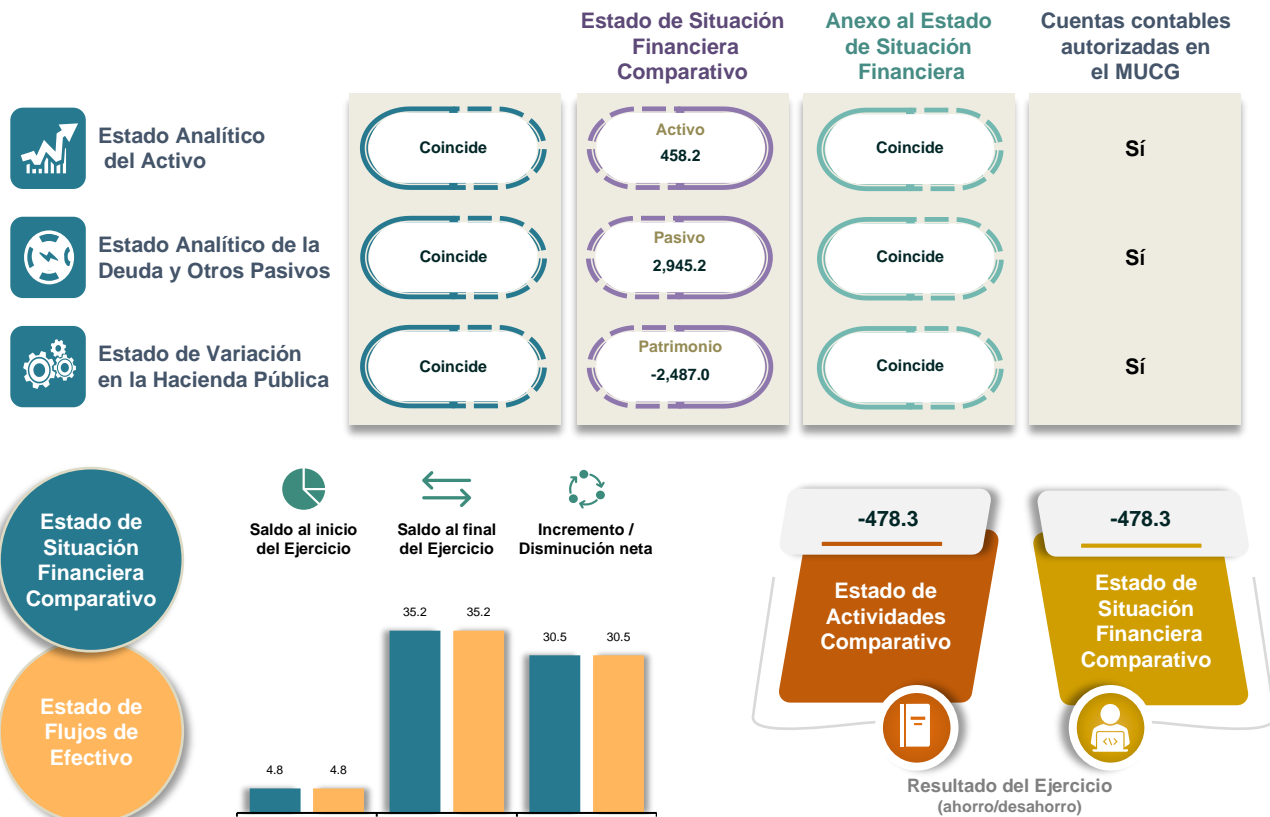 Estado de Situación
Financiera
Comparativo
Anexo al Estado
de Situación
Financiera
Cuentas contables
autorizadas en
el MUCG
Estado Analítico
del Activo
Coincide
Activo
458.2
Coincide
Sí
Estado Analítico de la
Deuda y Otros Pasivos
Coincide
Pasivo
2,945.2
Coincide
Sí
Estado de Variación
en la Hacienda Pública
Coincide
Patrimonio
-2,487.0
Coincide
Sí
Estado de
Situación
Financiera
Comparativo
Estado de
Flujos de
Efectivo
Saldo al inicio
del Ejercicio
Saldo al final
del Ejercicio
Incremento /
Disminución neta
4.8
4.8
35.2
35.2
30.5
30.5
-478.3
Estado de
Actividades
Comparativo
-478.3
Estado de
Situación
Financiera
Comparativo
Resultado del Ejercicio
(ahorro/desahorro)